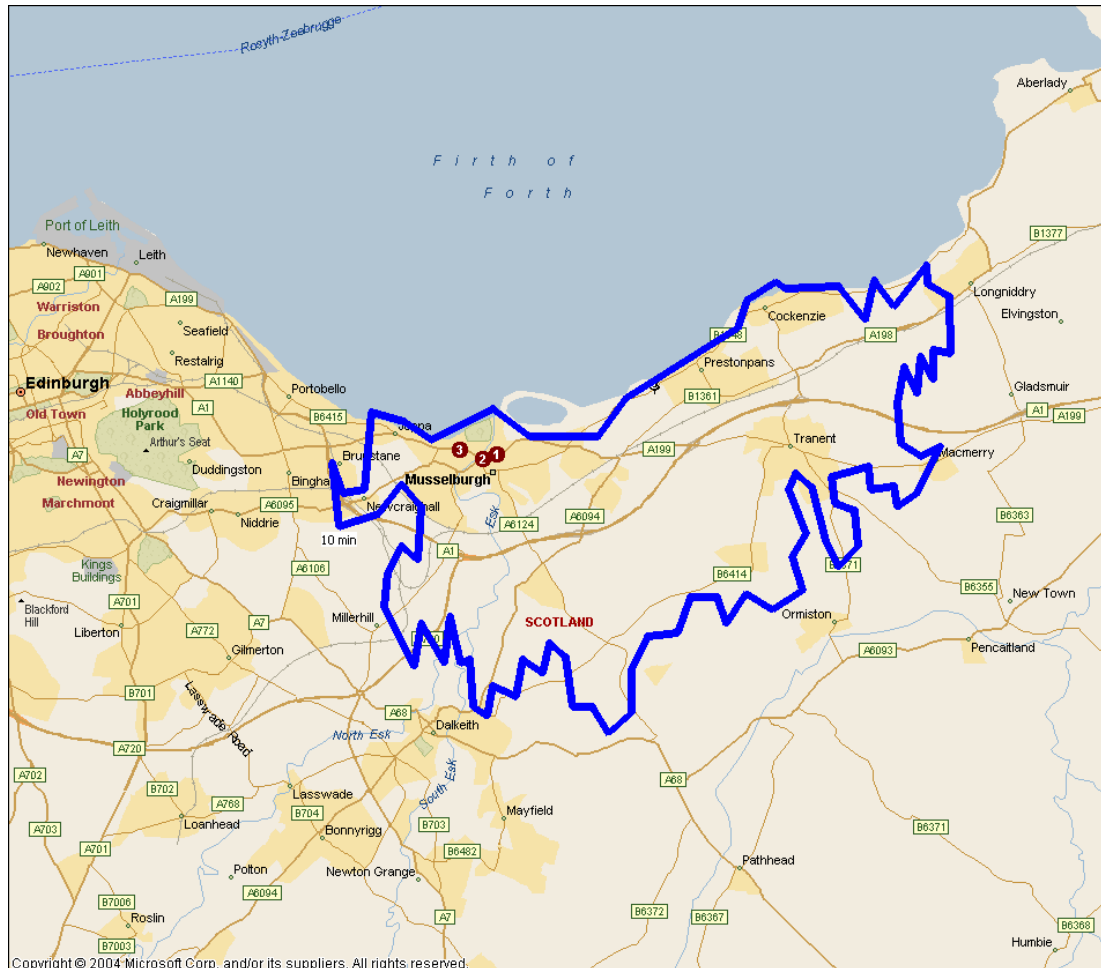 Rosyth-Zeebrugge
Aberlady
Firth of
Forth
Port of Leith
Newhaven
Leith
A901
A902
A199
B1377
Warriston
Seafield
Longniddry
Cockenzie
Elvingston
Broughton
A198
Restalrig
Prestonpans
A1140
Edinburgh
Abbeyhill
Portobello
B1361
Gladsmuir
Old Town
Holyrood
Park
A1
B6415
A1
A199
Arthur's Seat
A199
Tranent
3
2
1
A7
Duddingston
Brunstane
Macmerry
Newington
Musselburgh
Marchmont
Craigmillar
A6095
Newcraighall
Niddrie
Esk
A6124
A6094
B6363
10 min
A1
Kings
Buildings
A6106
B6414
A701
B6355
New Town
Blackford
Hill
Liberton
A772
A7
Millerhill
SCOTLAND
Ormiston
Gilmerton
A6093
Pencaitland
B701
Lasswade Road
A68
Dalkeith
North Esk
A720
A702
B702
A768
Lasswade
South Esk
A68
Loanhead
B704
Mayfield
A703
Bonnyrigg
B703
B6371
A701
B6482
Polton
Newton Grange
Pathhead
A6094
B7006
Roslin
A7
B6372
B6367
B6368
B7003
Humbie
Copyright © 2004 Microsoft Corp. and/or its suppliers. All rights reserved.